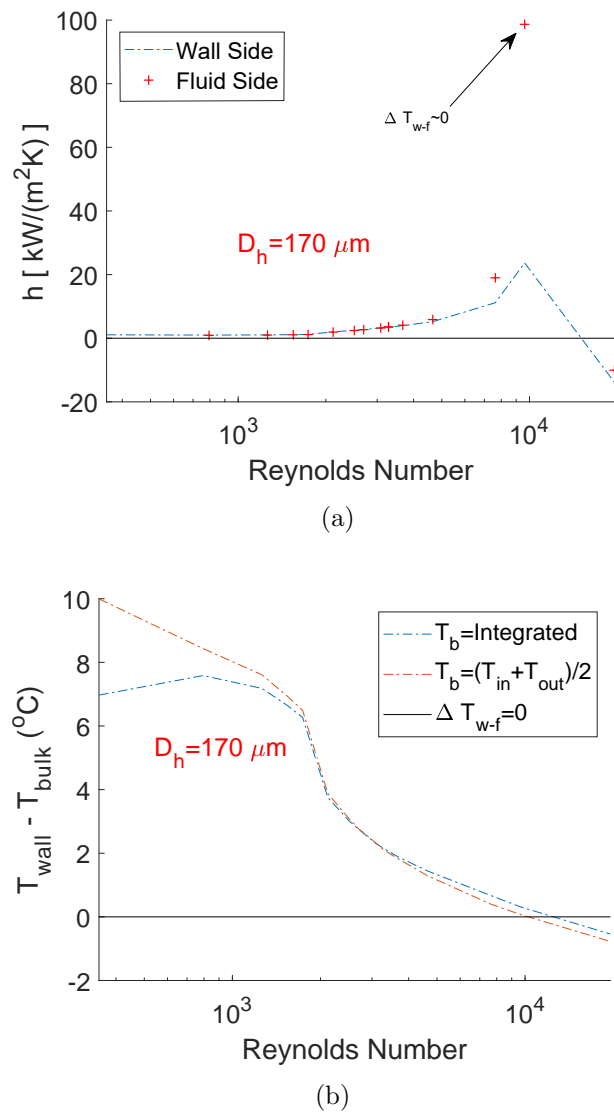 100
80
60
40
20
0
-20
h [ kW/(m²K) ]
Wall Side
Fluid Side
Δ T_w-f~0
D_h=170 μm
10³
10⁴
Reynolds Number
(a)
10
8
6
4
2
0
-2
T_wall - T_bulk (°C)
T_b=Integrated
T_b=(T_in+T_out)/2
Δ T_w-f=0
D_h=170 μm
10³
10⁴
Reynolds Number
(b)